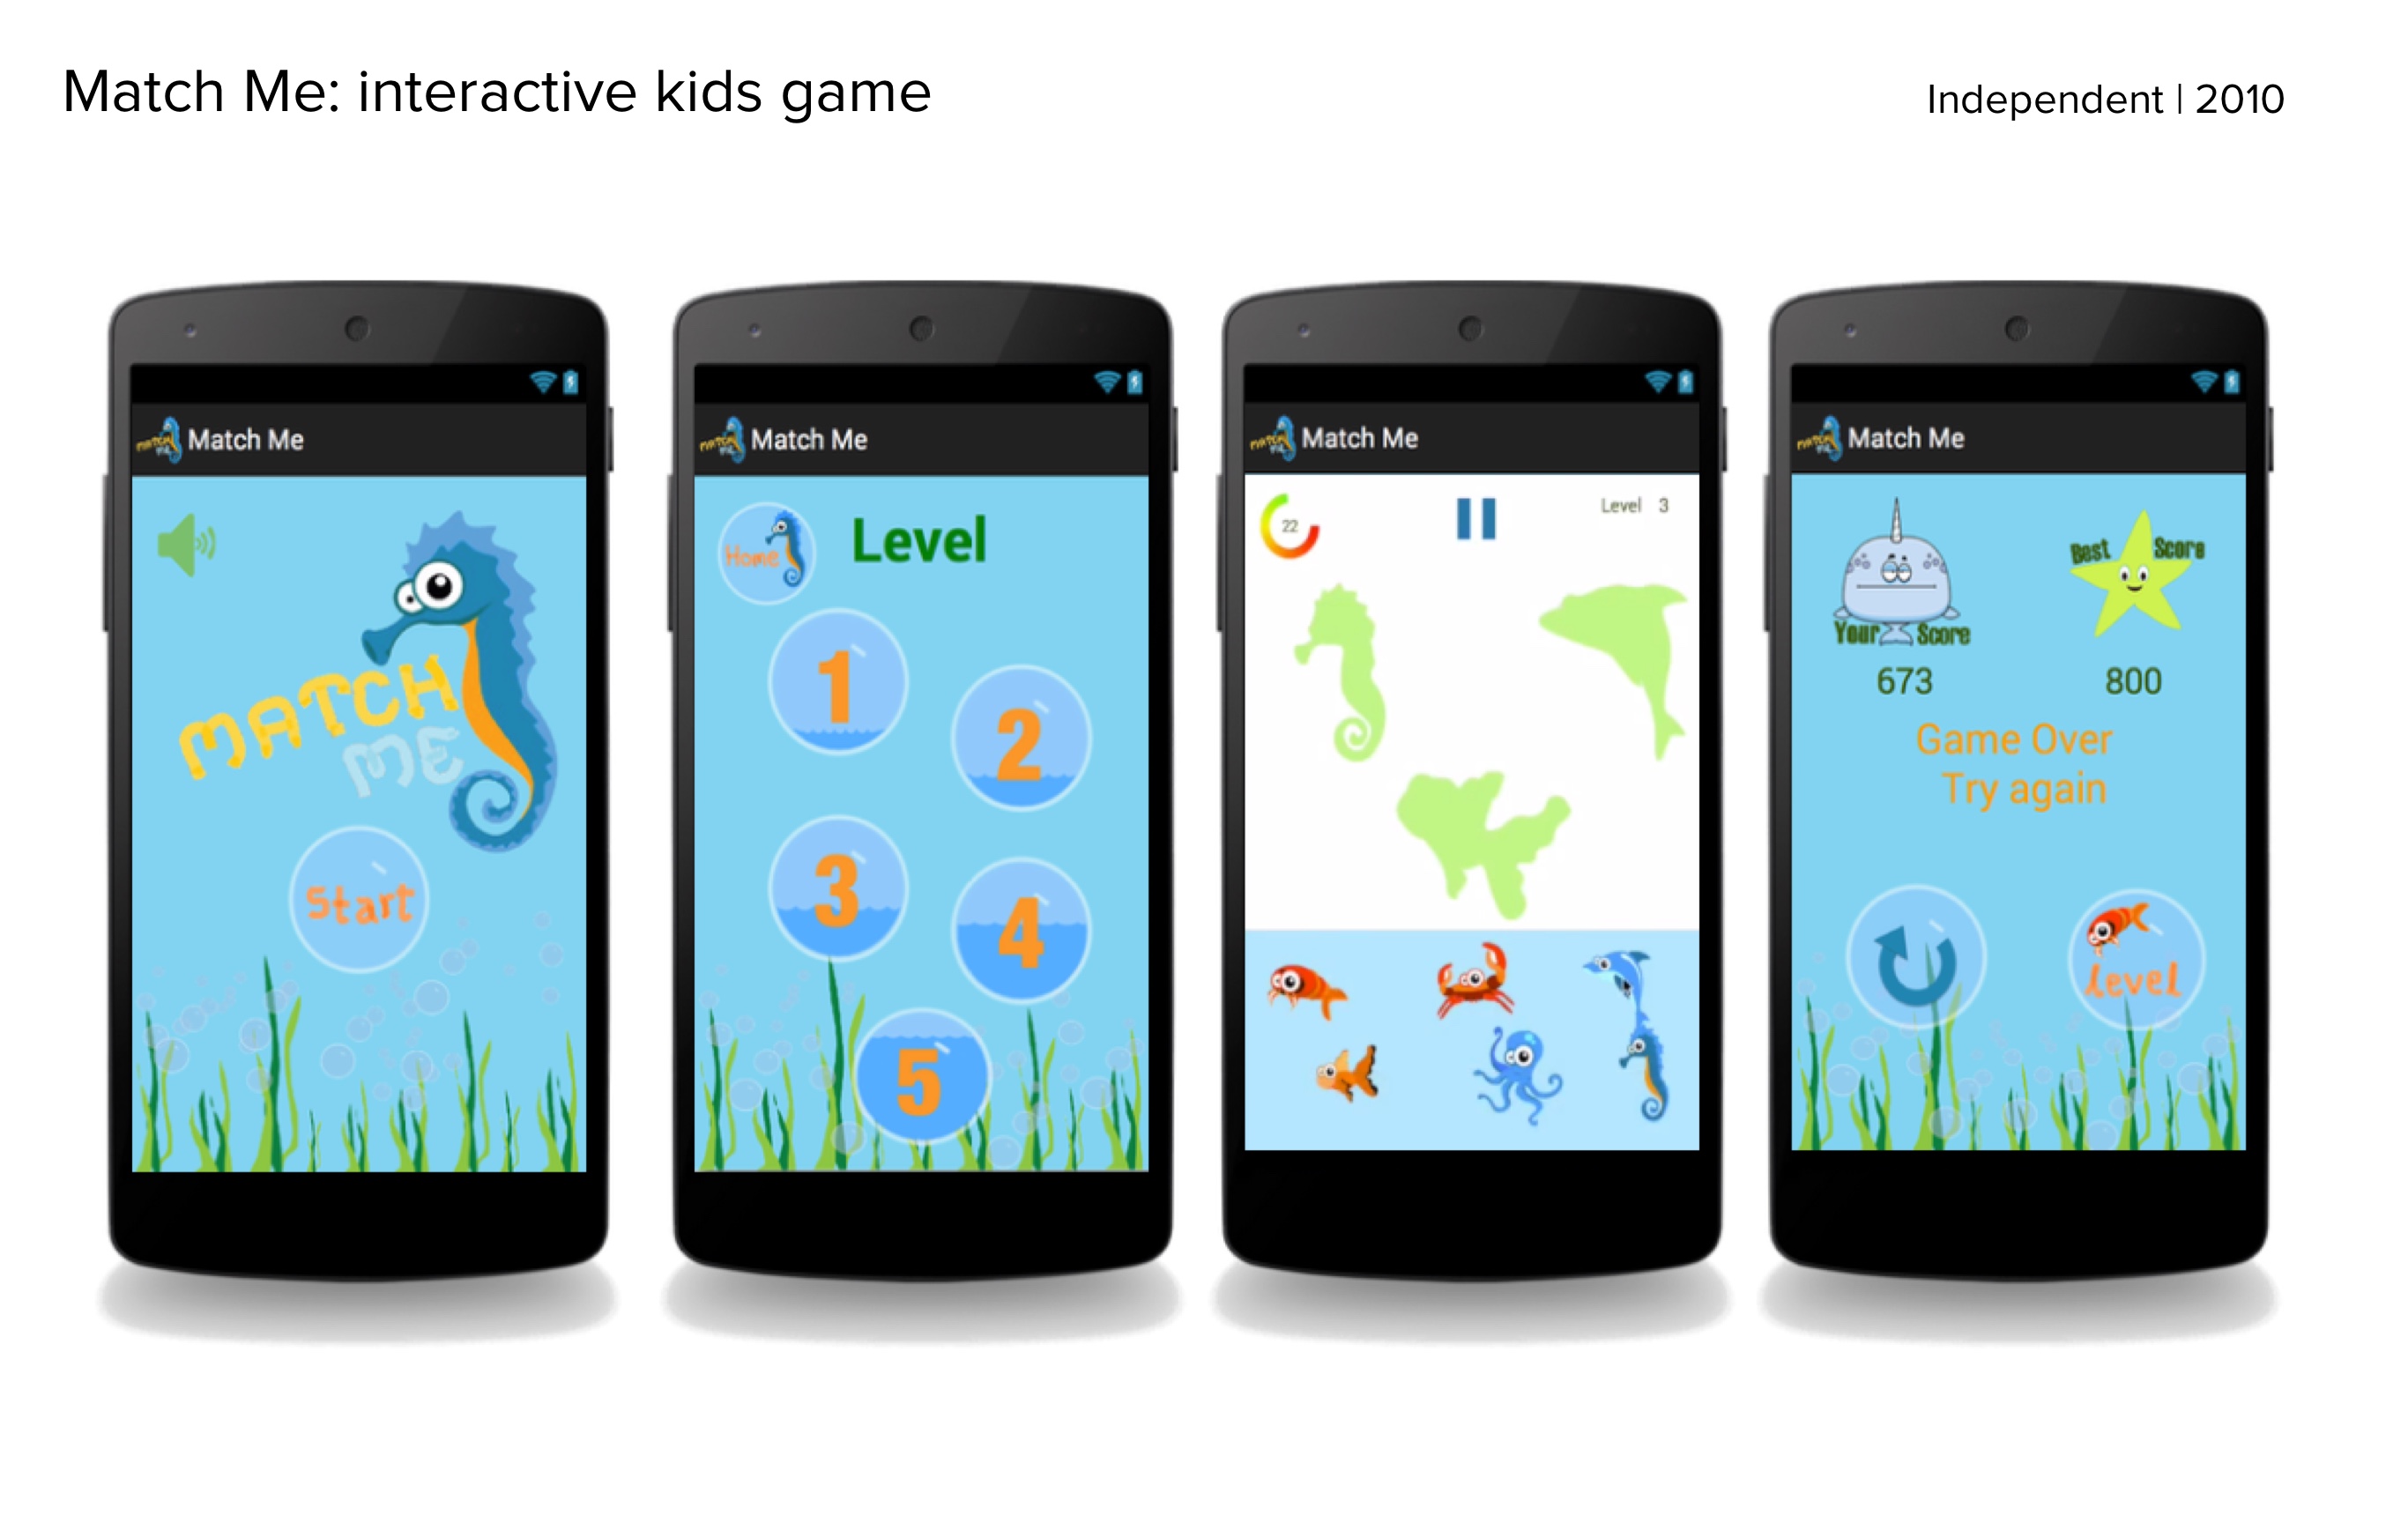 Match Me: interactive kids game
Independent | 2010
Match Me
MATCH
ME
Start
Match Me
Home
Level
1
2
3
4
5
Match Me
22
Level 3
Match Me
Your Score
Best Score
673
800
Game Over
Try again
Level